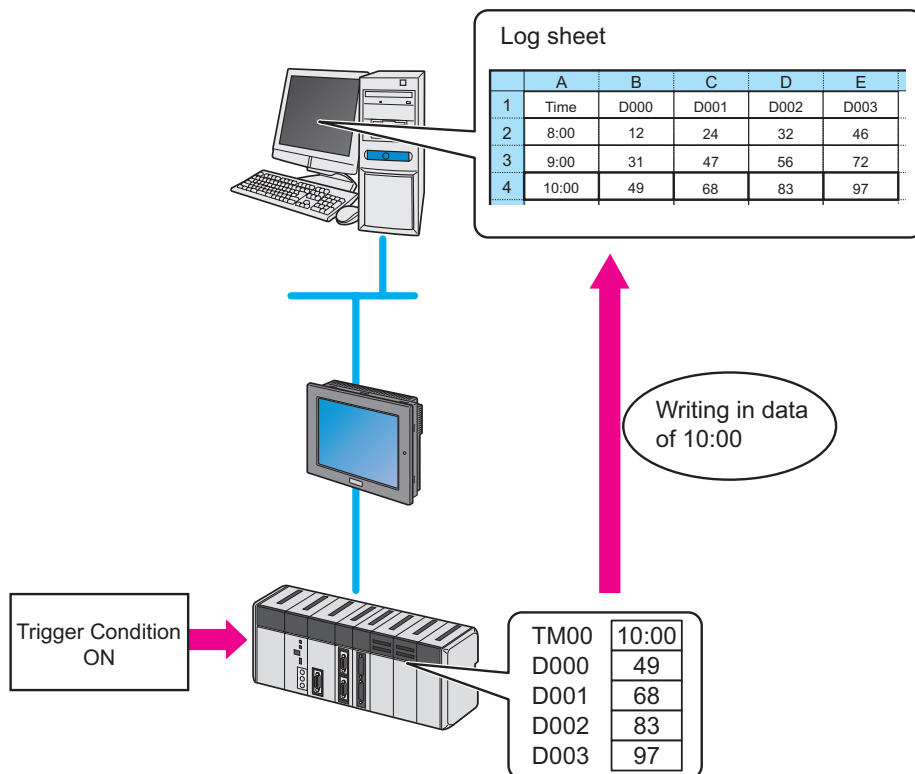 Log sheet
A B C D E
1 Time D000 D001 D002 D003
2 8:00 12 24 32 46
3 9:00 31 47 56 72
4 10:00 49 68 83 97
Writing in data
of 10:00
Trigger Condition
ON
TM00 10:00
D000 49
D001 68
D002 83
D003 97